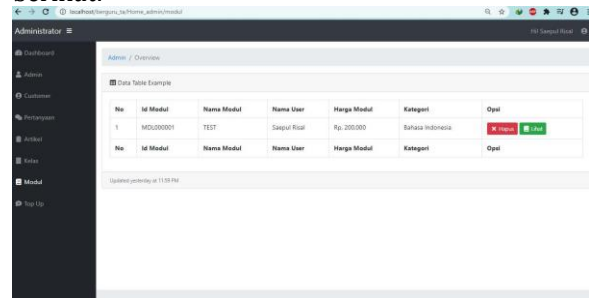 localhost/berguru_ta/Home_admin/modul
Administrator
Hi! Saepul Risal
Dashboard
Admin
Customer
Pertanyaan
Artikel
Kelas
Modul
Top Up
Admin / Overview
Data Table Example
No Id Modul Nama Modul Nama User Harga Modul Kategori Opsi
1 MDL000001 TEST Saepul Risal Rp. 200.000 Bahasa Indonesia Hapus Lihat
No Id Modul Nama Modul Nama User Harga Modul Kategori Opsi
Updated yesterday at 11:59 PM